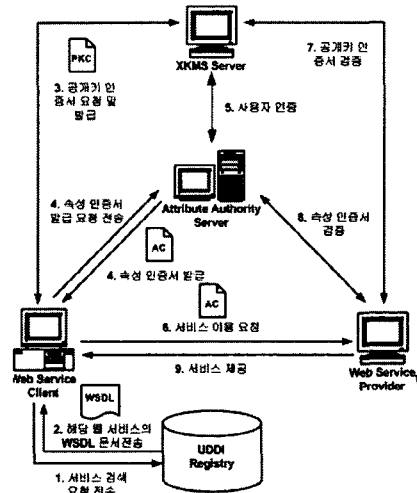 XKMS Server
PKC
3. 공개키 인
증서 요청 및
발급
7. 공개키 인
증서 검증
5. 사용자 인증
4. 속성 인증서
발급 요청 전송
Attribute Authority
Server
AC
4. 속성 인증서 발급
8. 속성 인증서
검증
AC
6. 서비스 이용 요청
9. 서비스 제공
Web Service
Client
Web Service
Provider
WSDL
2. 해당 웹 서비스의
WSDL 문서전송
UDDI
Registry
1. 서비스 검색
요청 전송